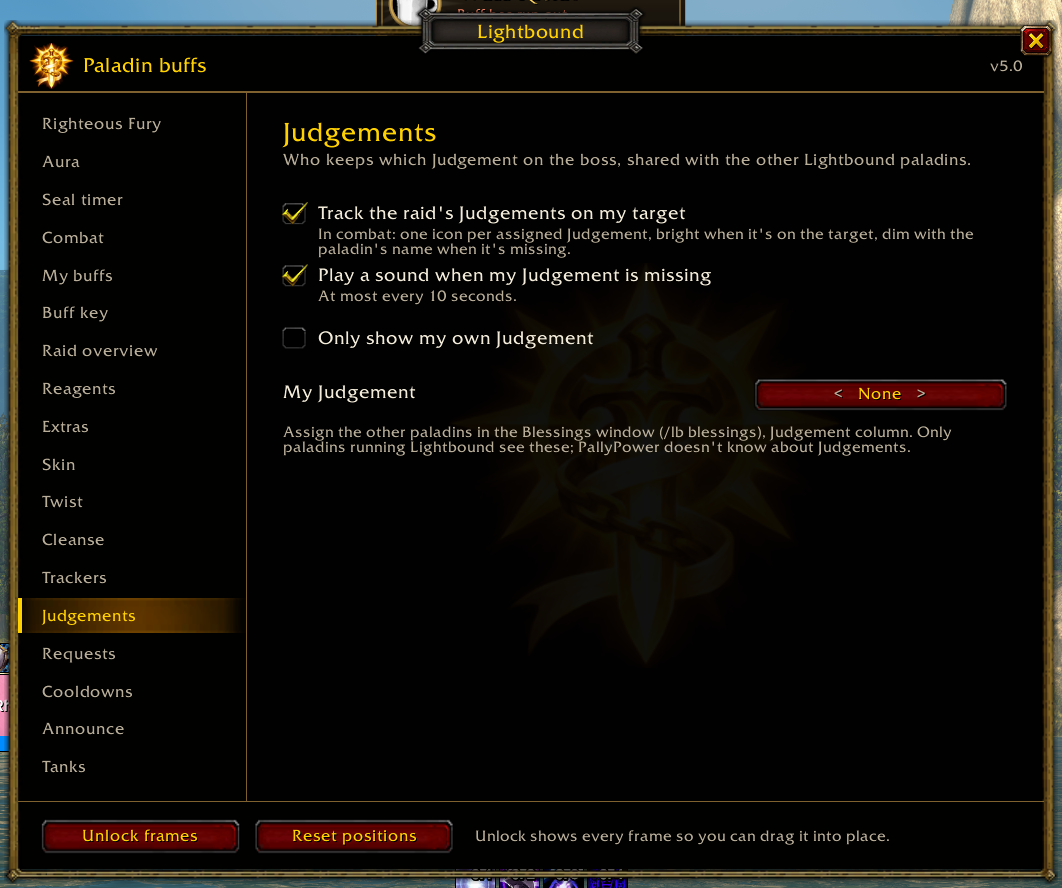 Lightbound
Paladin buffs
v5.0
Righteous Fury
Aura
Seal timer
Combat
My buffs
Buff key
Raid overview
Reagents
Extras
Skin
Twist
Cleanse
Trackers
Judgements
Requests
Cooldowns
Announce
Tanks
Judgements
Who keeps which Judgement on the boss, shared with the other Lightbound paladins.
Track the raid's Judgements on my target
In combat: one icon per assigned Judgement, bright when it's on the target, dim with the
paladin's name when it's missing.
Play a sound when my Judgement is missing
At most every 10 seconds.
Only show my own Judgement
My Judgement
< None >
Assign the other paladins in the Blessings window (/lb blessings), Judgement column. Only
paladins running Lightbound see these; PallyPower doesn't know about Judgements.
Unlock frames
Reset positions
Unlock shows every frame so you can drag it into place.